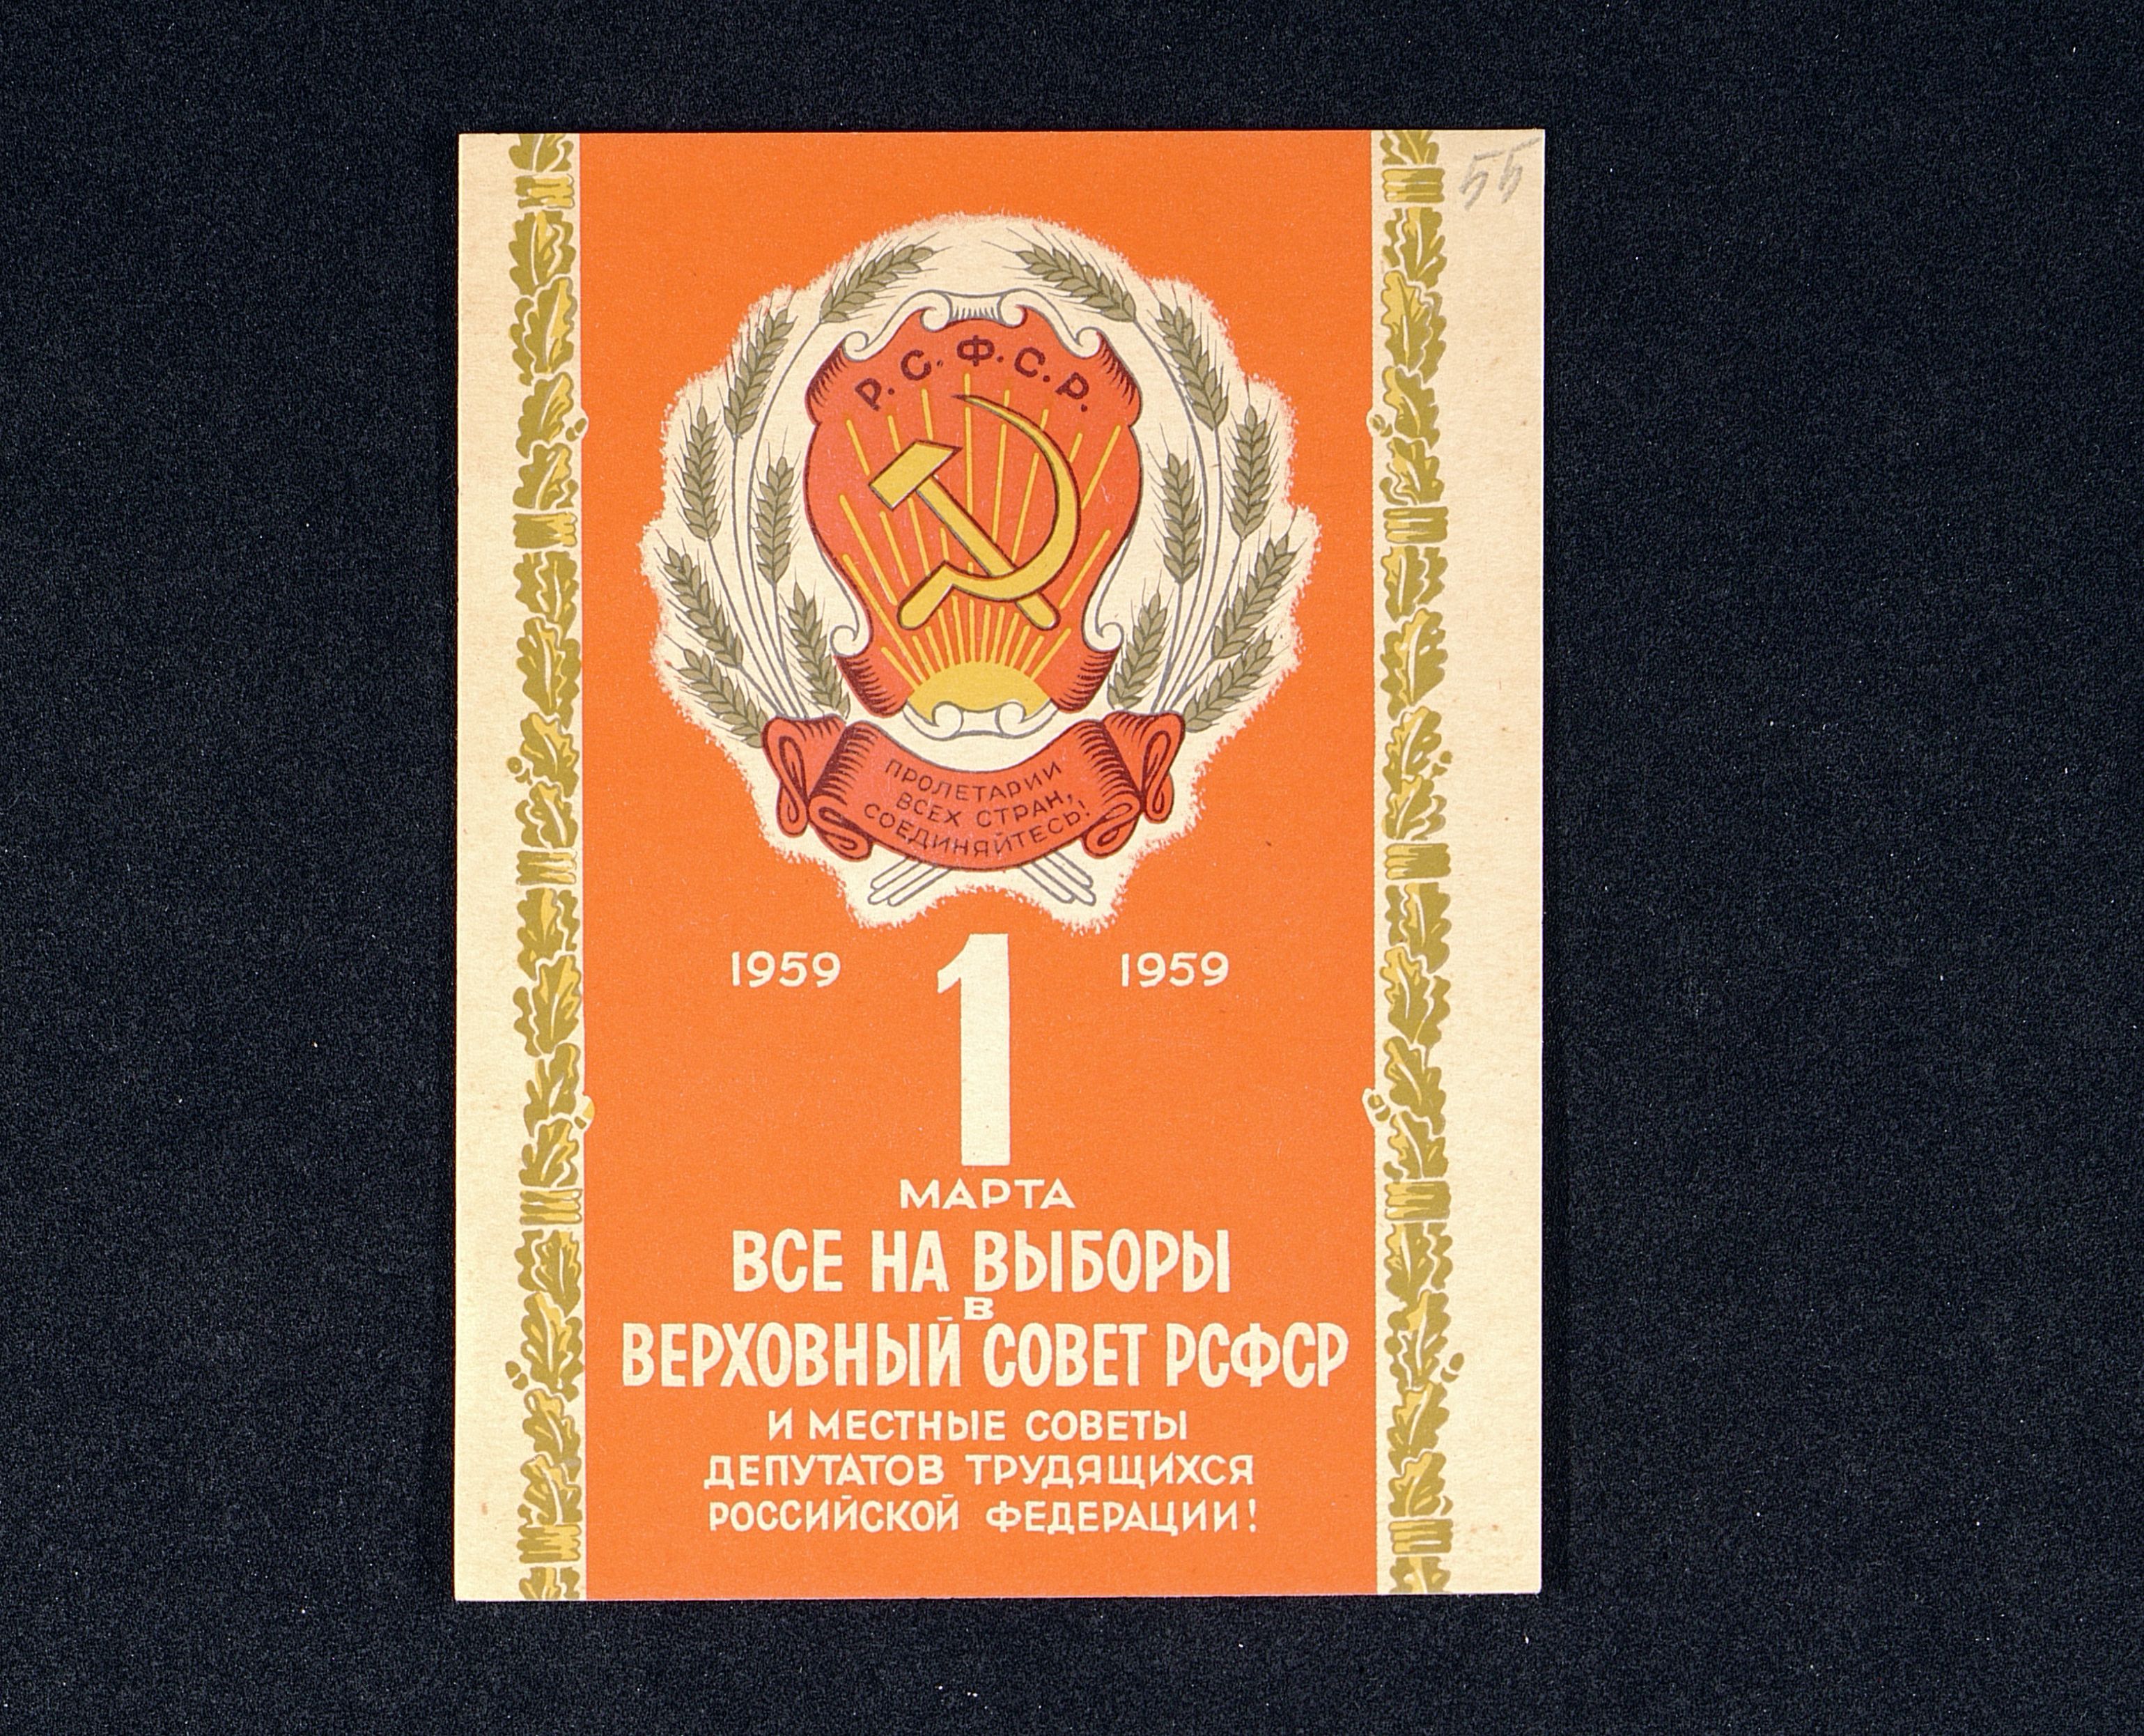 55
Р.С.Ф.С.Р.
ПРОЛЕТАРИИ
ВСЕХ СТРАН,
СОЕДИНЯЙТЕСЬ!
1959 1 1959
МАРТА
ВСЕ НА ВЫБОРЫ
В
ВЕРХОВНЫЙ СОВЕТ РСФСР
И МЕСТНЫЕ СОВЕТЫ
ДЕПУТАТОВ ТРУДЯЩИХСЯ
РОССИЙСКОЙ ФЕДЕРАЦИИ!